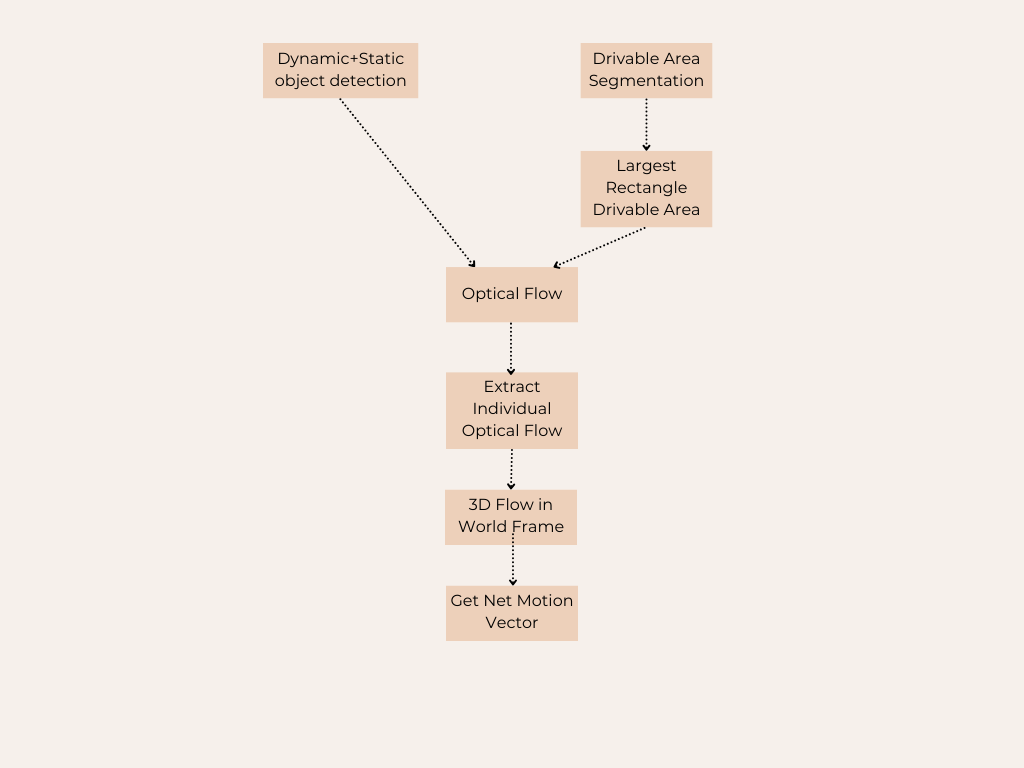 Dynamic+Static
object detection
Drivable Area
Segmentation
Largest
Rectangle
Drivable Area
Optical Flow
Extract
Individual
Optical Flow
3D Flow in
World Frame
Get Net Motion
Vector